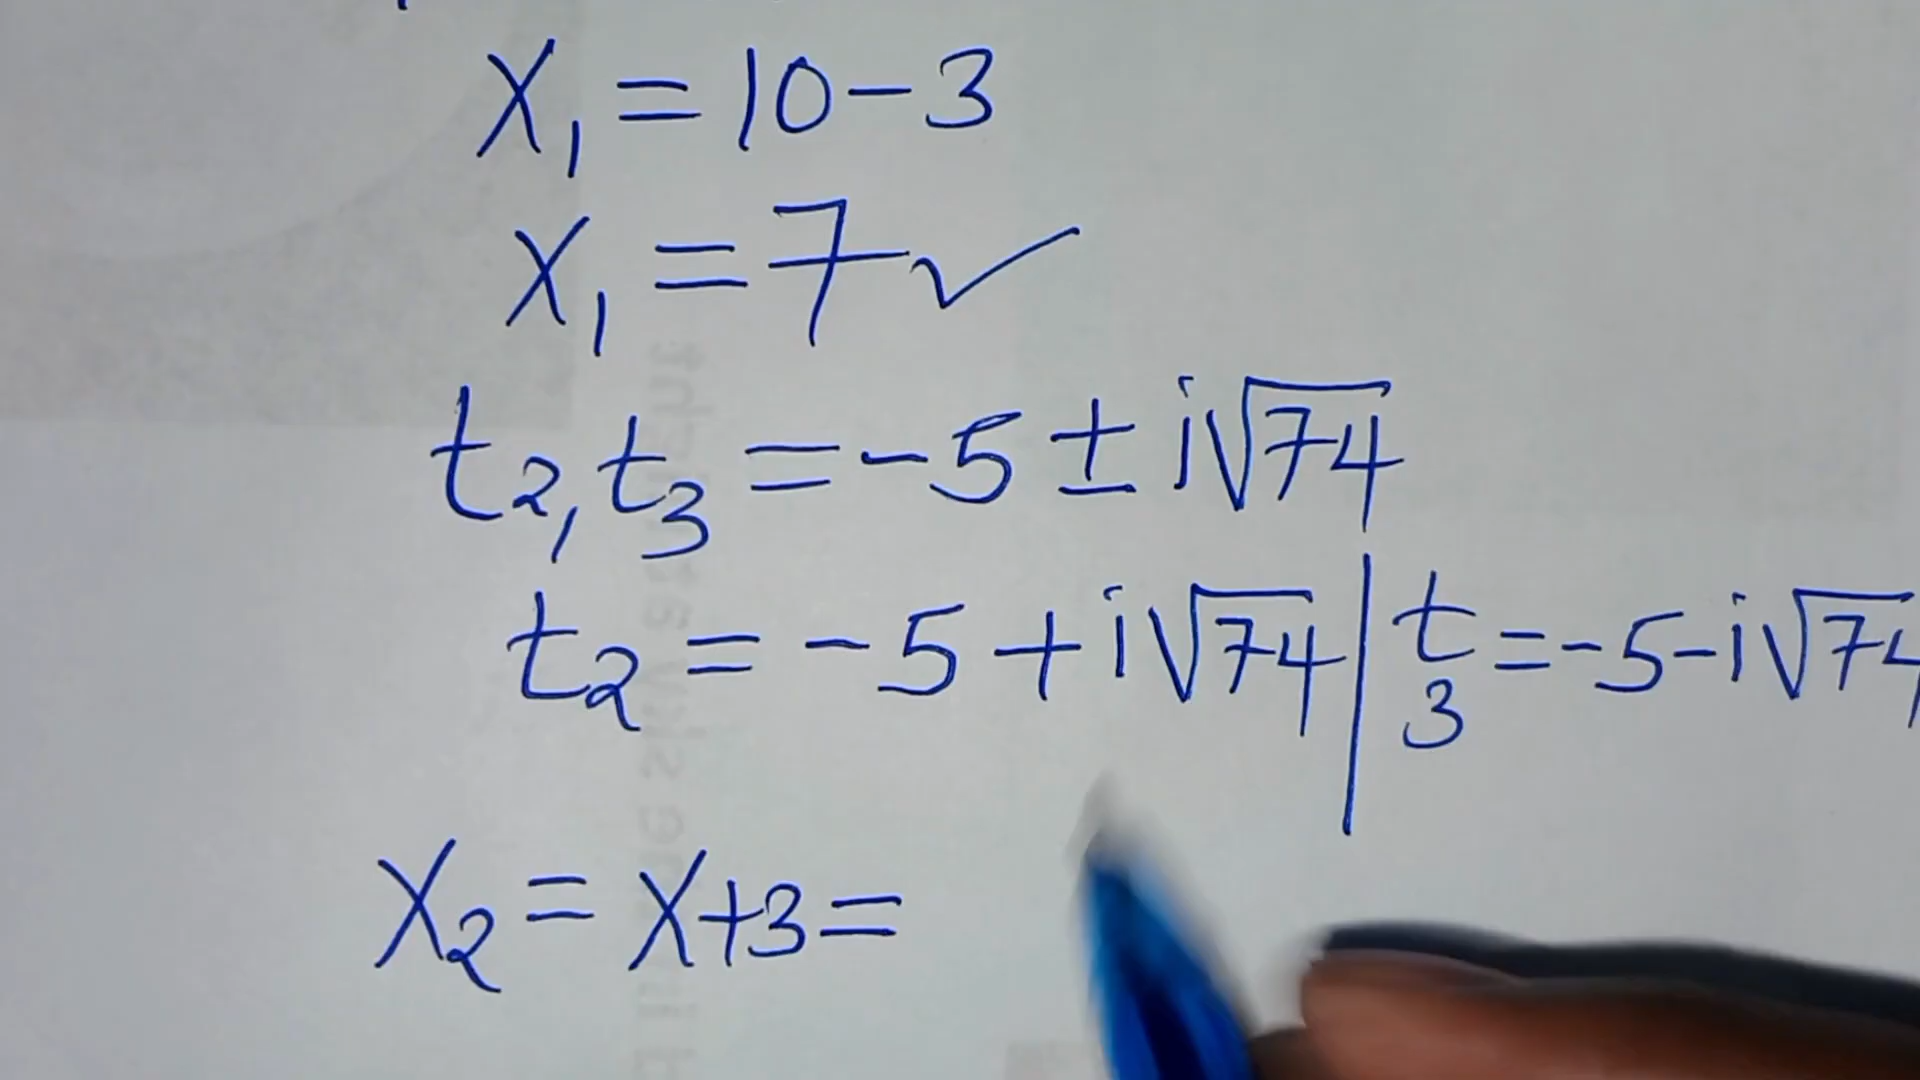 X₁ = 10 - 3
X₁ = 7 ✓
t₂, t₃ = -5 ± i√74
t₂ = -5 + i√74 | t₃ = -5 - i√74
X₂ = X + 3 =